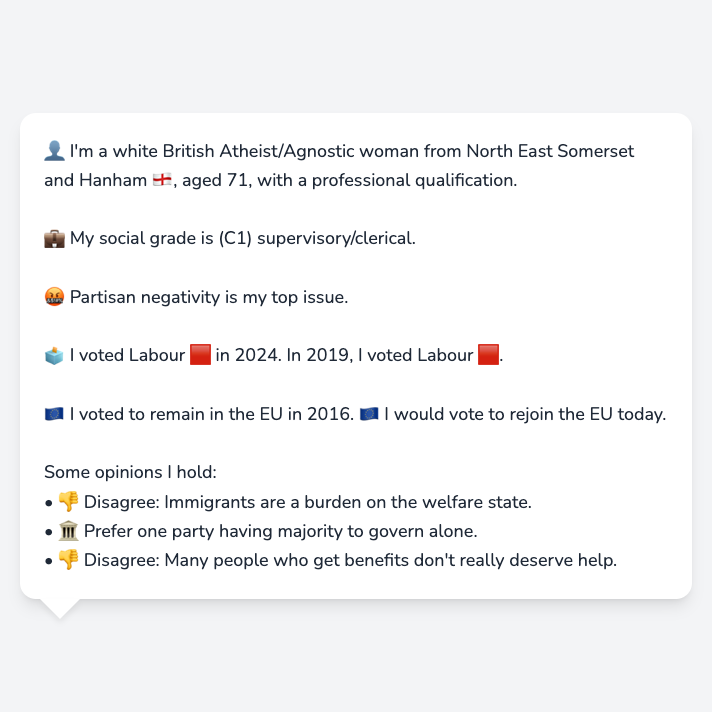 👤 I'm a white British Atheist/Agnostic woman from North East Somerset
and Hanham 🏴󠁧󠁢󠁥󠁮󠁧󠁿, aged 71, with a professional qualification.
💼 My social grade is (C1) supervisory/clerical.
🤬 Partisan negativity is my top issue.
🗳️ I voted Labour 🟥 in 2024. In 2019, I voted Labour 🟥.
🇪🇺 I voted to remain in the EU in 2016. 🇪🇺 I would vote to rejoin the EU today.
Some opinions I hold:
• 👎 Disagree: Immigrants are a burden on the welfare state.
• 🏛️ Prefer one party having majority to govern alone.
• 👎 Disagree: Many people who get benefits don't really deserve help.